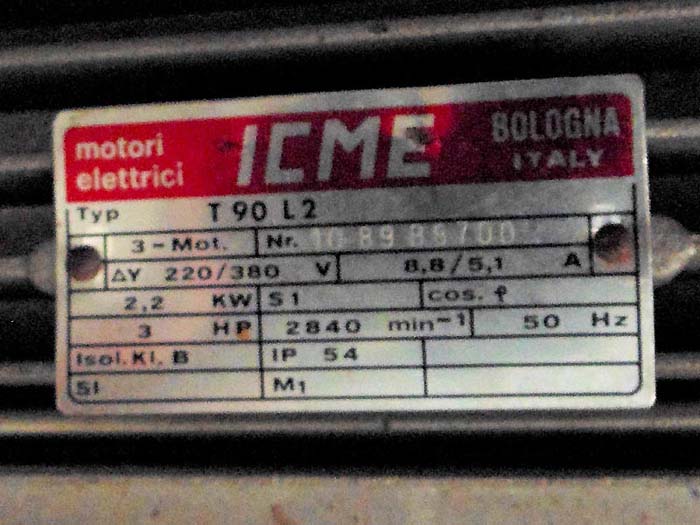 motori elettrici ICME BOLOGNA ITALY
Typ T 90 L 2
3-Mot. Nr.
ΔY 220/380 V 8,8/5,1 A
2,2 KW S1 cos. φ
3 HP 2840 min⁻¹ 50 Hz
Isol. Kl. B IP 54
SI M1